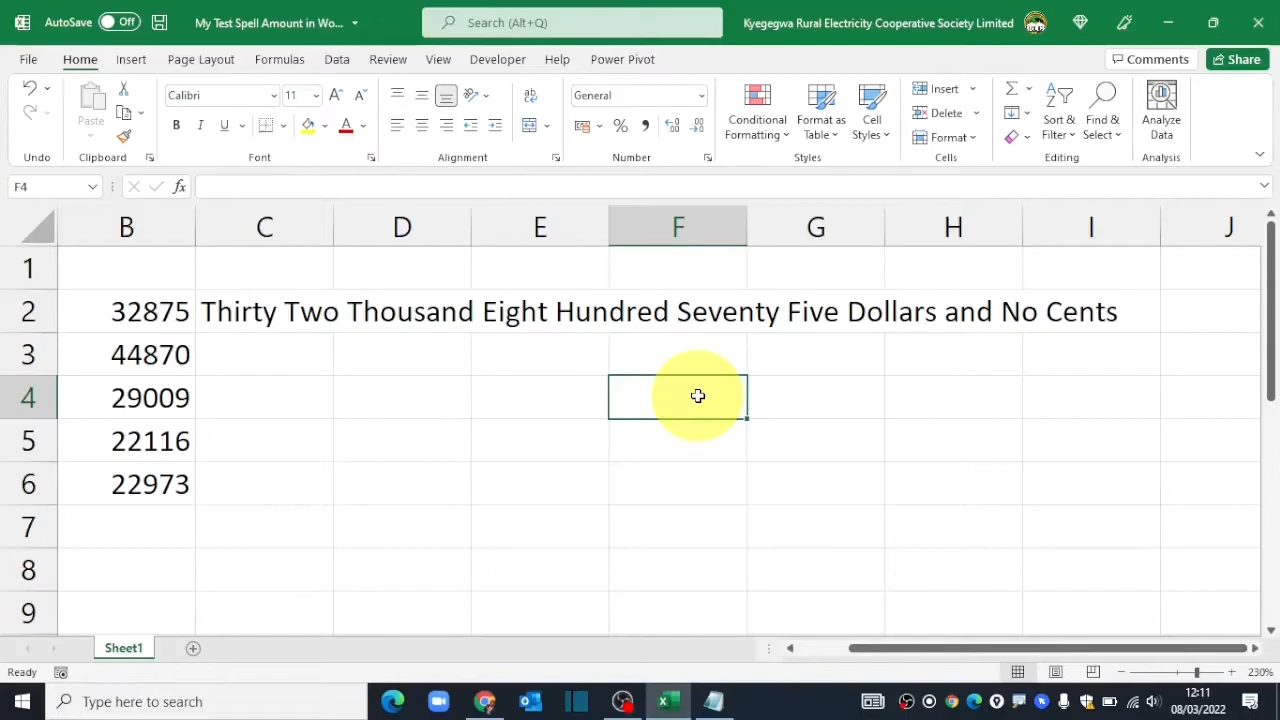 AutoSave Off My Test Spell Amount in Wo... Search (Alt+Q) Kyegegwa Rural Electricity Cooperative Society Limited
File Home Insert Page Layout Formulas Data Review View Developer Help Power Pivot Comments Share
Calibri 11 General Insert
Paste Conditional Formatting Format as Table Cell Styles Delete Sort & Filter Find & Select Analyze Data
Format
Undo Clipboard Font Alignment Number Styles Cells Editing Analysis
F4 fx
B C D E F G H I J
1
2 32875 Thirty Two Thousand Eight Hundred Seventy Five Dollars and No Cents
3 44870
4 29009
5 22116
6 22973
7
8
9
Sheet1
Ready 230%
Type here to search 12:11
08/03/2022